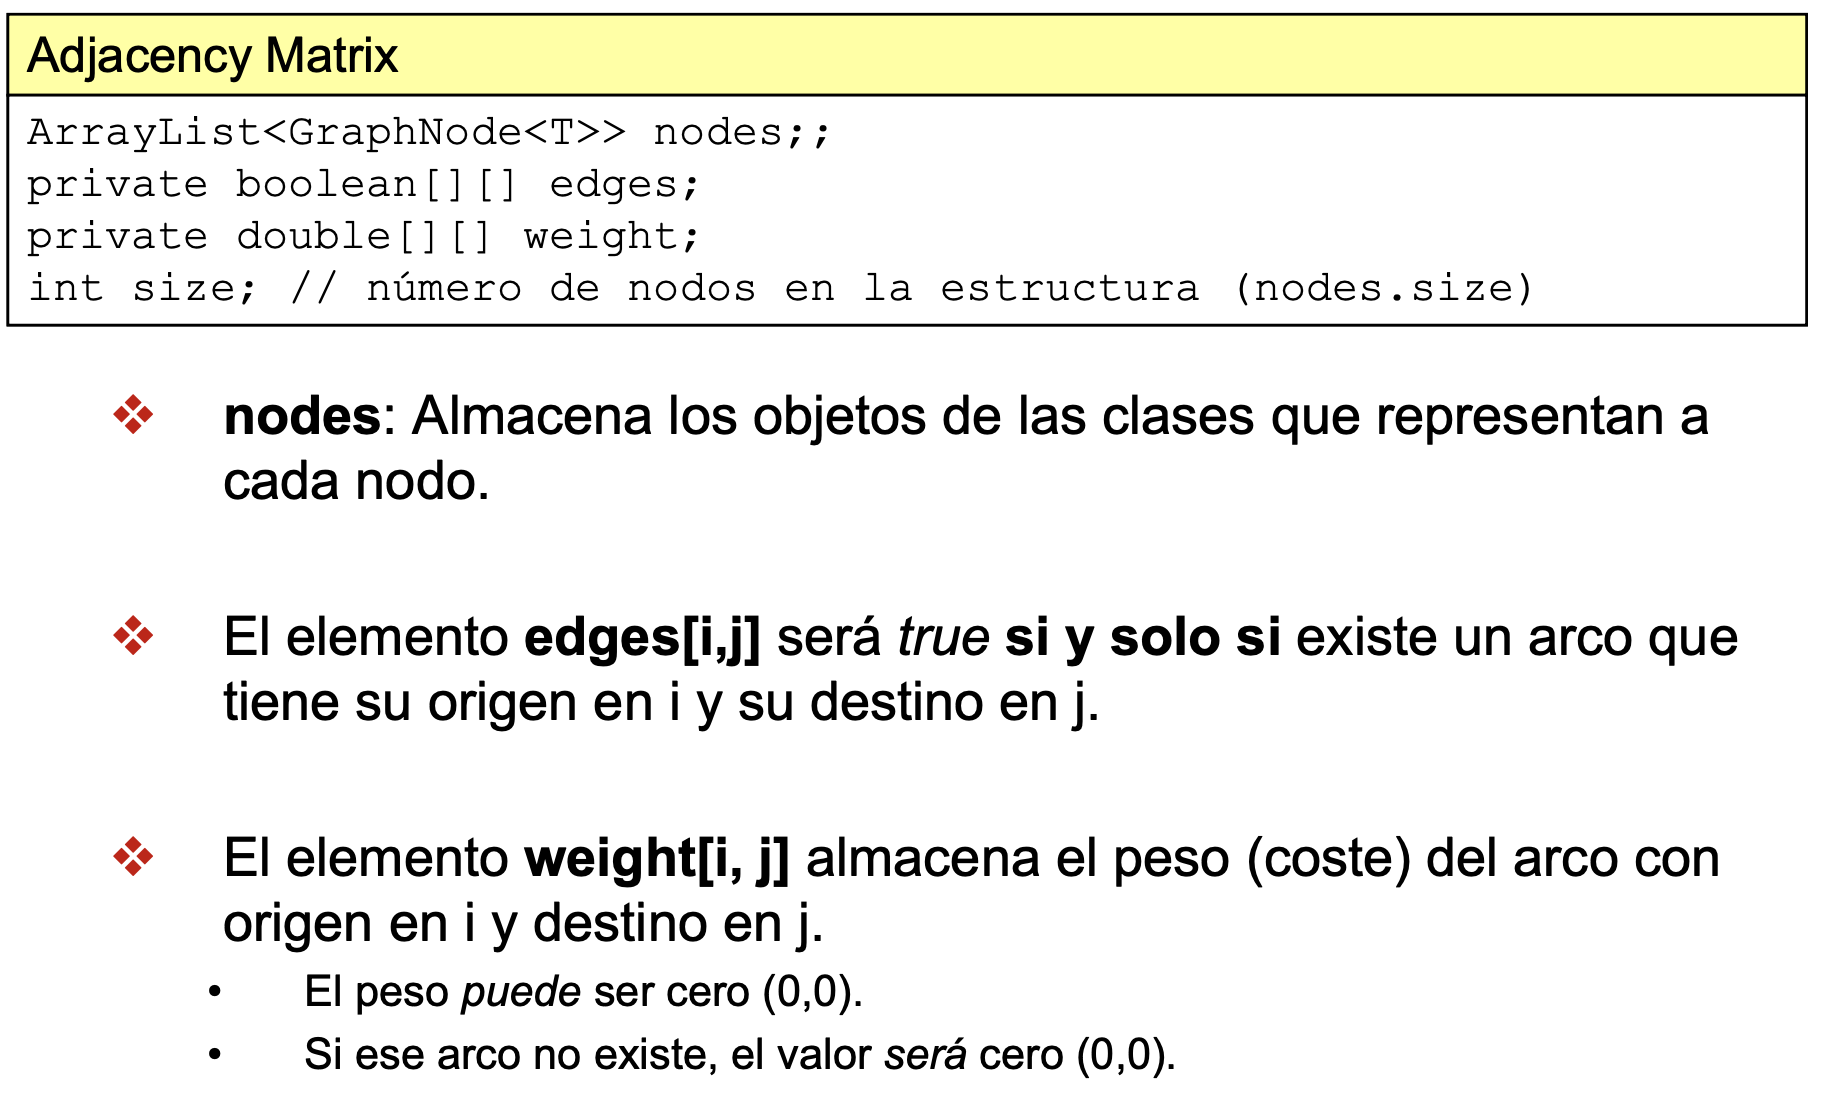 Adjacency Matrix
ArrayList<GraphNode<T>> nodes;;
private boolean[][] edges;
private double[][] weight;
int size; // número de nodos en la estructura (nodes.size)
❖ nodes: Almacena los objetos de las clases que representan a
cada nodo.
❖ El elemento edges[i,j] será true si y solo si existe un arco que
tiene su origen en i y su destino en j.
❖ El elemento weight[i, j] almacena el peso (coste) del arco con
origen en i y destino en j.
• El peso puede ser cero (0,0).
• Si ese arco no existe, el valor será cero (0,0).